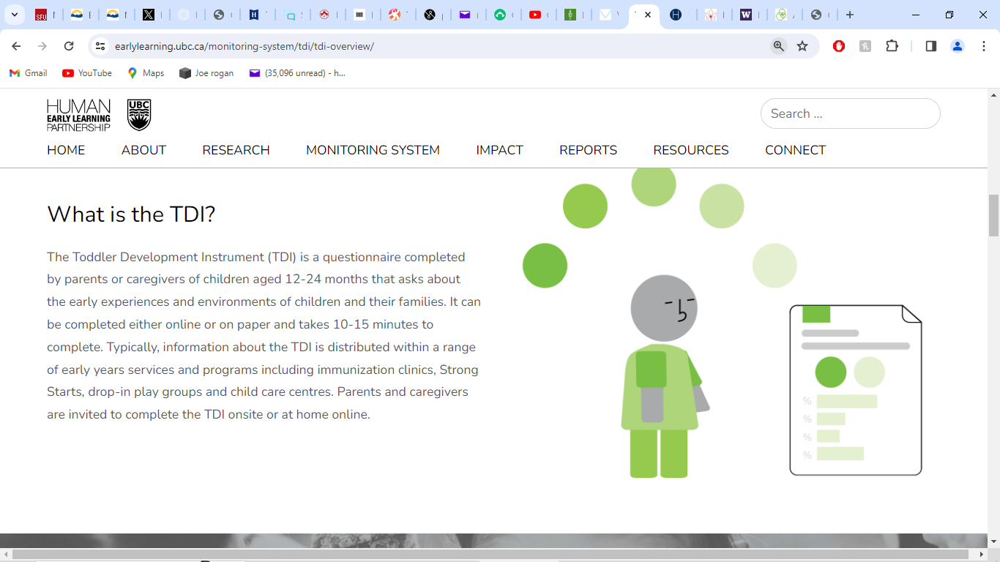 earlylearning.ubc.ca/monitoring-system/tdi/tdi-overview/
Gmail YouTube Maps Joe rogan (35,096 unread) - h...
HUMAN
EARLY LEARNING
PARTNERSHIP
UBC
Search ...
HOME ABOUT RESEARCH MONITORING SYSTEM IMPACT REPORTS RESOURCES CONNECT
What is the TDI?
The Toddler Development Instrument (TDI) is a questionnaire completed
by parents or caregivers of children aged 12-24 months that asks about
the early experiences and environments of children and their families. It can
be completed either online or on paper and takes 10-15 minutes to
complete. Typically, information about the TDI is distributed within a range
of early years services and programs including immunization clinics, Strong
Starts, drop-in play groups and child care centres. Parents and caregivers
are invited to complete the TDI onsite or at home online.
%
%
%
%